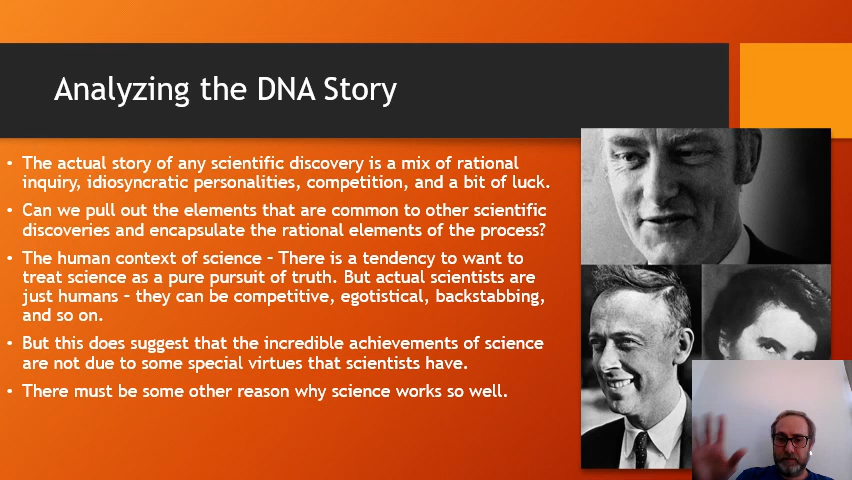 Analyzing the DNA Story
• The actual story of any scientific discovery is a mix of rational
inquiry, idiosyncratic personalities, competition, and a bit of luck.
• Can we pull out the elements that are common to other scientific
discoveries and encapsulate the rational elements of the process?
• The human context of science – There is a tendency to want to
treat science as a pure pursuit of truth. But actual scientists are
just humans – they can be competitive, egotistical, backstabbing,
and so on.
• But this does suggest that the incredible achievements of science
are not due to some special virtues that scientists have.
• There must be some other reason why science works so well.